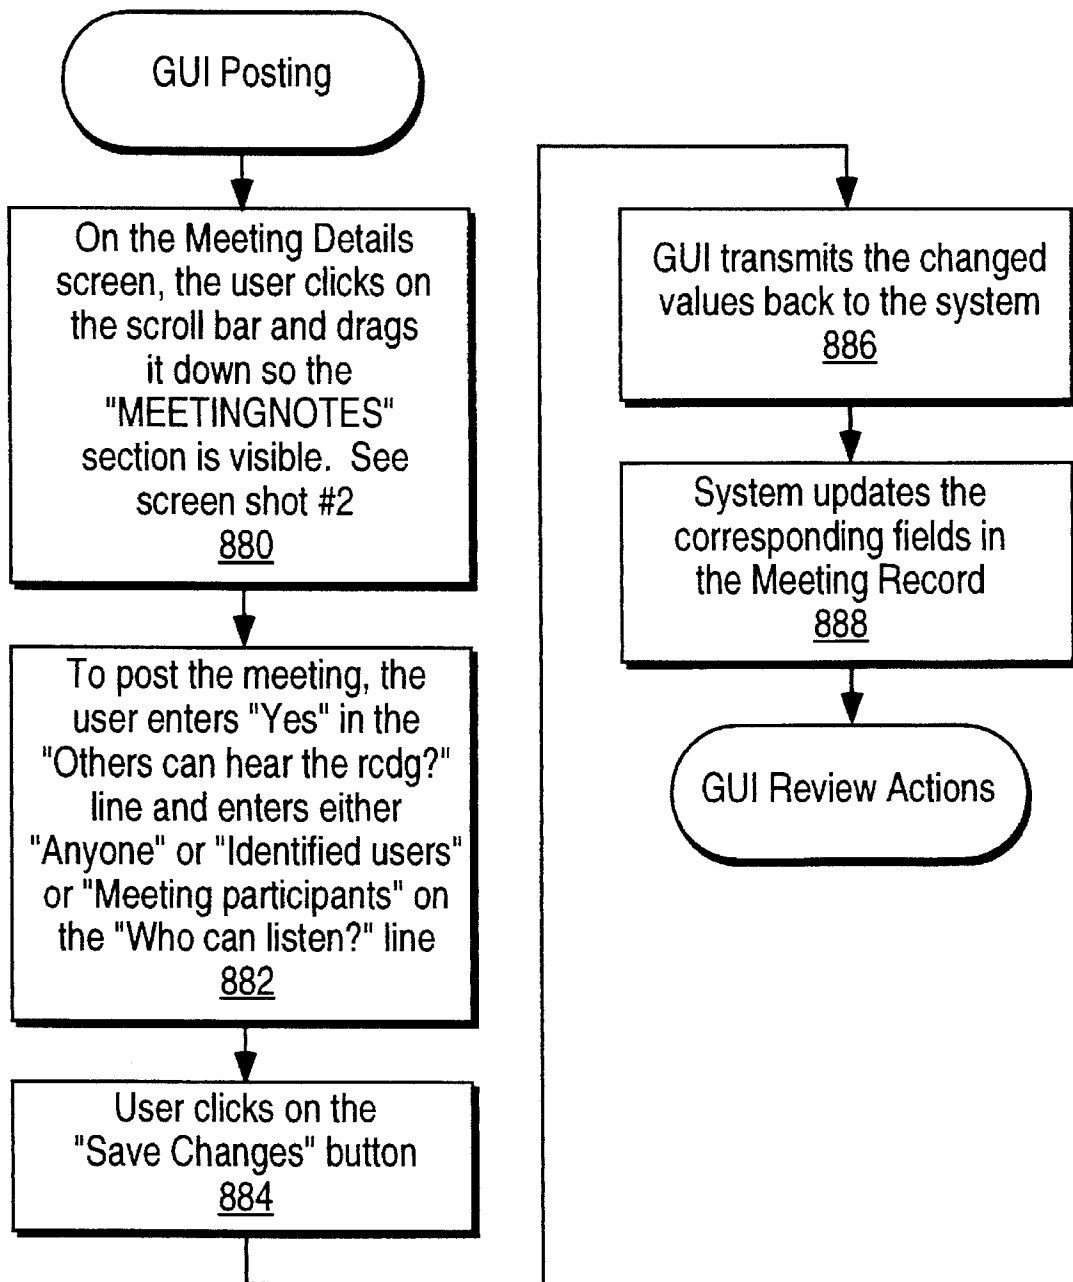 GUI Posting
On the Meeting Details
screen, the user clicks on
the scroll bar and drags
it down so the
"MEETINGNOTES"
section is visible. See
screen shot #2
880
To post the meeting, the
user enters "Yes" in the
"Others can hear the rcdg?"
line and enters either
"Anyone" or "Identified users"
or "Meeting participants" on
the "Who can listen?" line
882
User clicks on the
"Save Changes" button
884
GUI transmits the changed
values back to the system
886
System updates the
corresponding fields in
the Meeting Record
888
GUI Review Actions